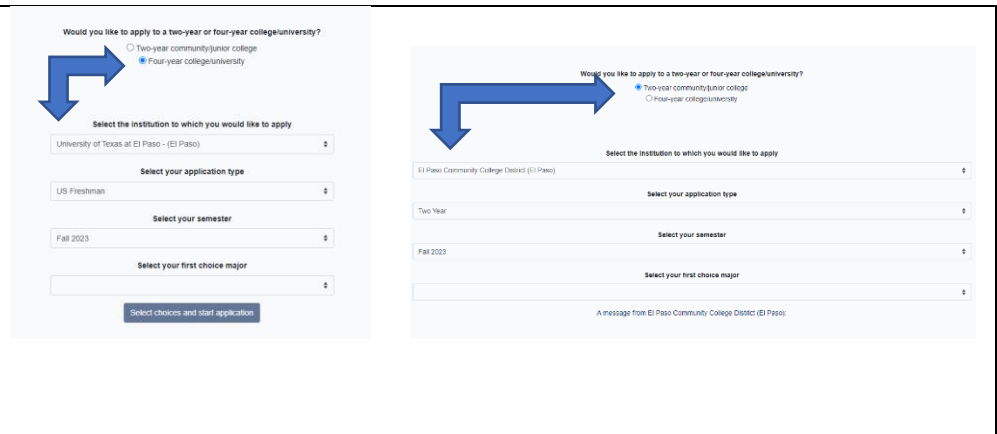 Would you like to apply to a two-year or four-year college/university?
Two-year community/junior college
Four-year college/university
Select the institution to which you would like to apply
University of Texas at El Paso - (El Paso)
Select your application type
US Freshman
Select your semester
Fall 2023
Select your first choice major
Select choices and start application
Would you like to apply to a two-year or four-year college/university?
Two-year community/junior college
Four-year college/university
Select the institution to which you would like to apply
El Paso Community College District (El Paso)
Select your application type
Two Year
Select your semester
Fall 2023
Select your first choice major
A message from El Paso Community College District (El Paso):